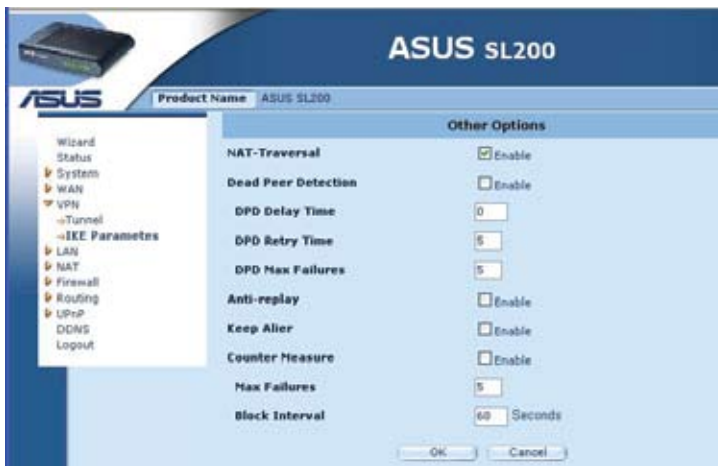 ASUS SL200
ASUS
Product Name ASUS SL200
Wizard
Status
System
WAN
VPN
Tunnel
IKE Parametes
LAN
NAT
Firewall
Routing
UPnP
DDNS
Logout
Other Options
NAT-Traversal Enable
Dead Peer Detection Enable
DPD Delay Time 0
DPD Retry Time 5
DPD Max Failures 5
Anti-replay Enable
Keep Alier Enable
Counter Measure Enable
Max Failures 5
Block Interval 60 Seconds
OK Cancel